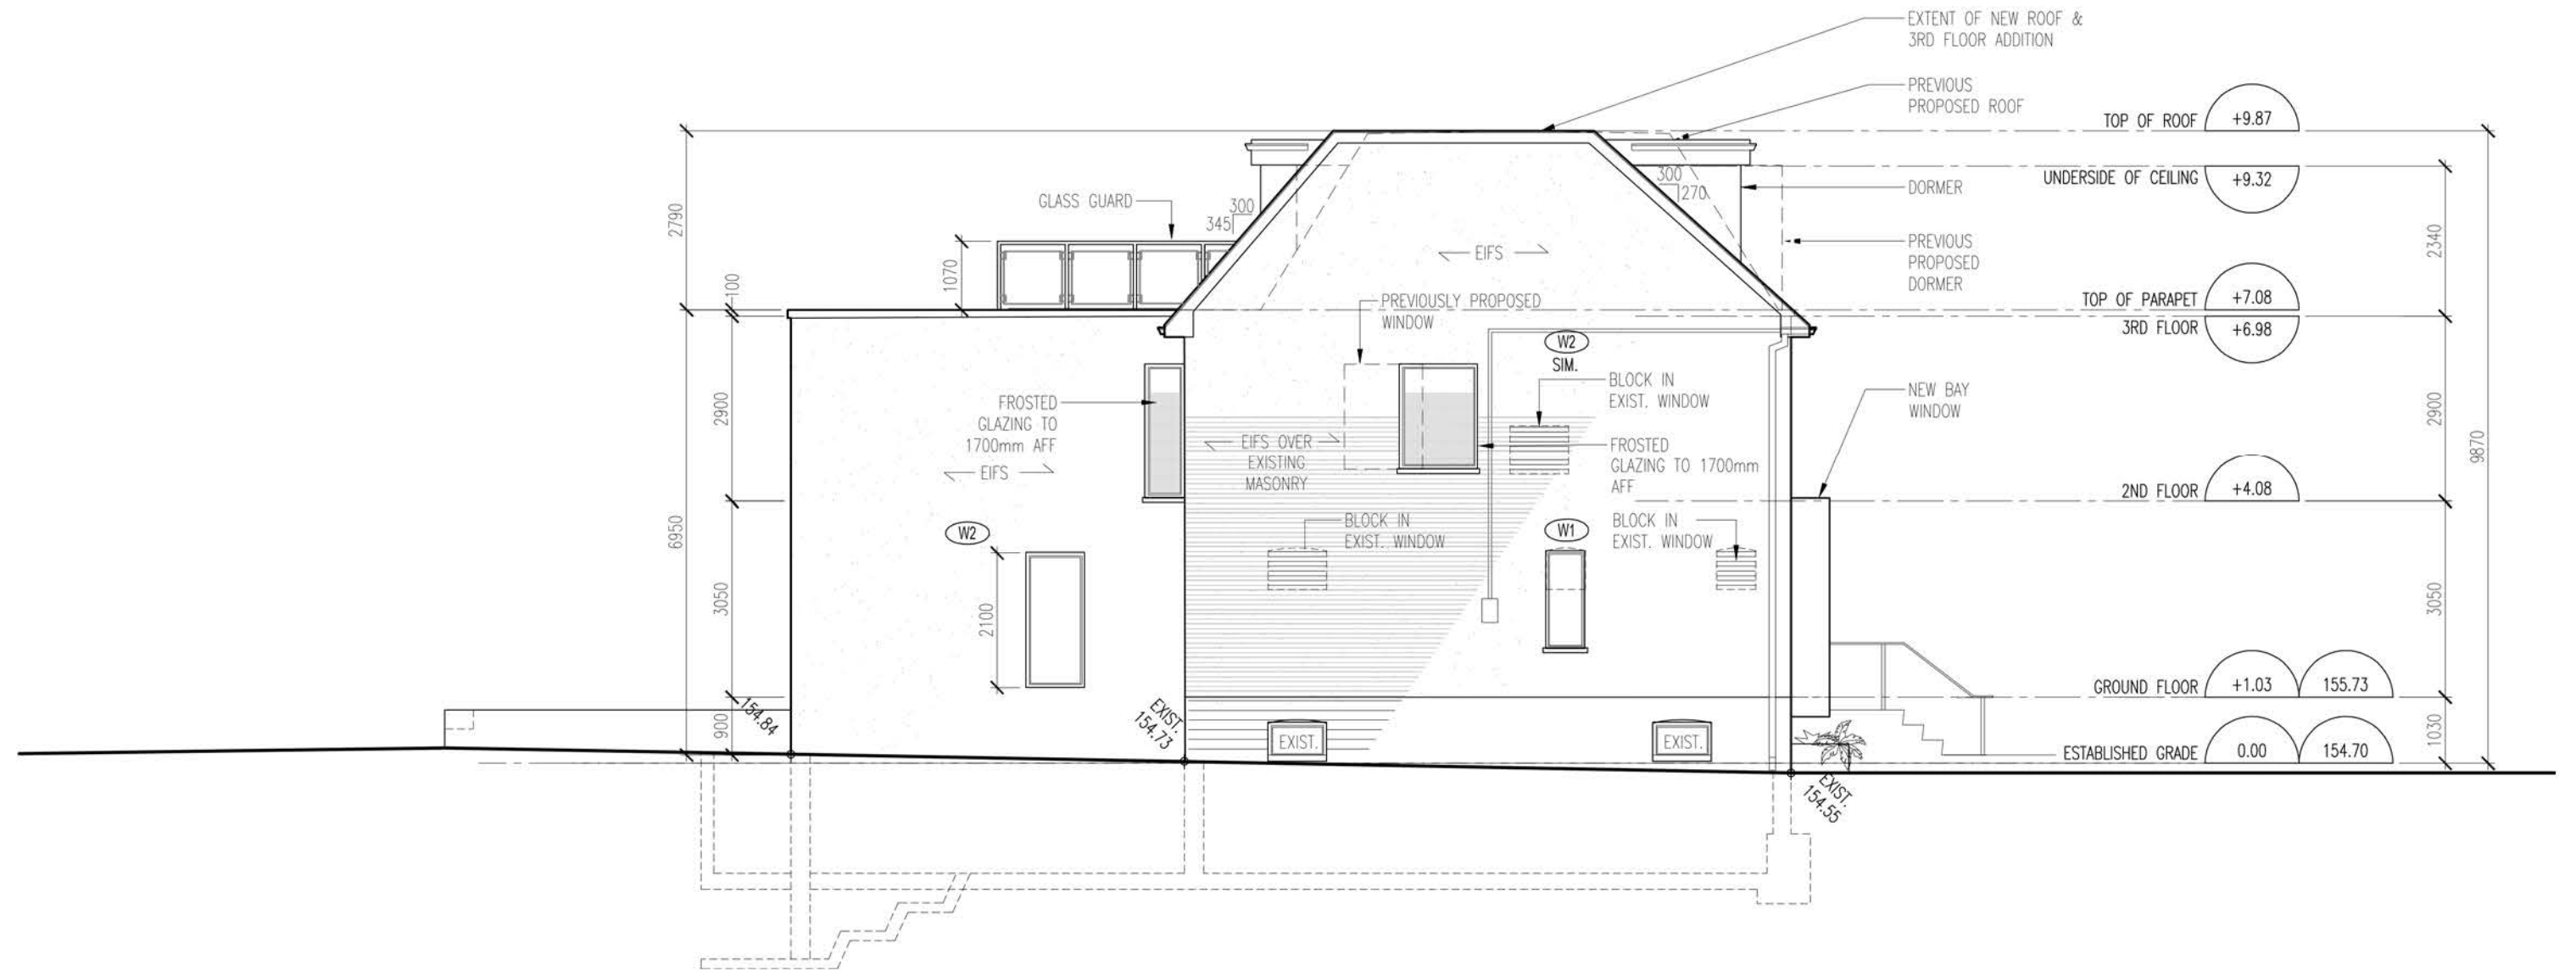 EXTENT OF NEW ROOF &
3RD FLOOR ADDITION
PREVIOUS
PROPOSED ROOF
TOP OF ROOF +9.87
UNDERSIDE OF CEILING +9.32
DORMER
300
270
GLASS GUARD
300
345
2790
1070
100
EIFS
PREVIOUS
PROPOSED
DORMER
2340
TOP OF PARAPET +7.08
3RD FLOOR +6.98
PREVIOUSLY PROPOSED
WINDOW
W2
SIM.
BLOCK IN
EXIST. WINDOW
NEW BAY
WINDOW
FROSTED
GLAZING TO
1700mm AFF
EIFS
EIFS OVER
EXISTING
MASONRY
FROSTED
GLAZING TO 1700mm
AFF
2900
2900
9870
2ND FLOOR +4.08
6950
W2
BLOCK IN
EXIST. WINDOW
W1
BLOCK IN
EXIST. WINDOW
3050
2100
3050
GROUND FLOOR +1.03 155.73
154.84
900
EXIST.
154.73
EXIST.
EXIST.
1030
ESTABLISHED GRADE 0.00 154.70
EXIST.
154.55